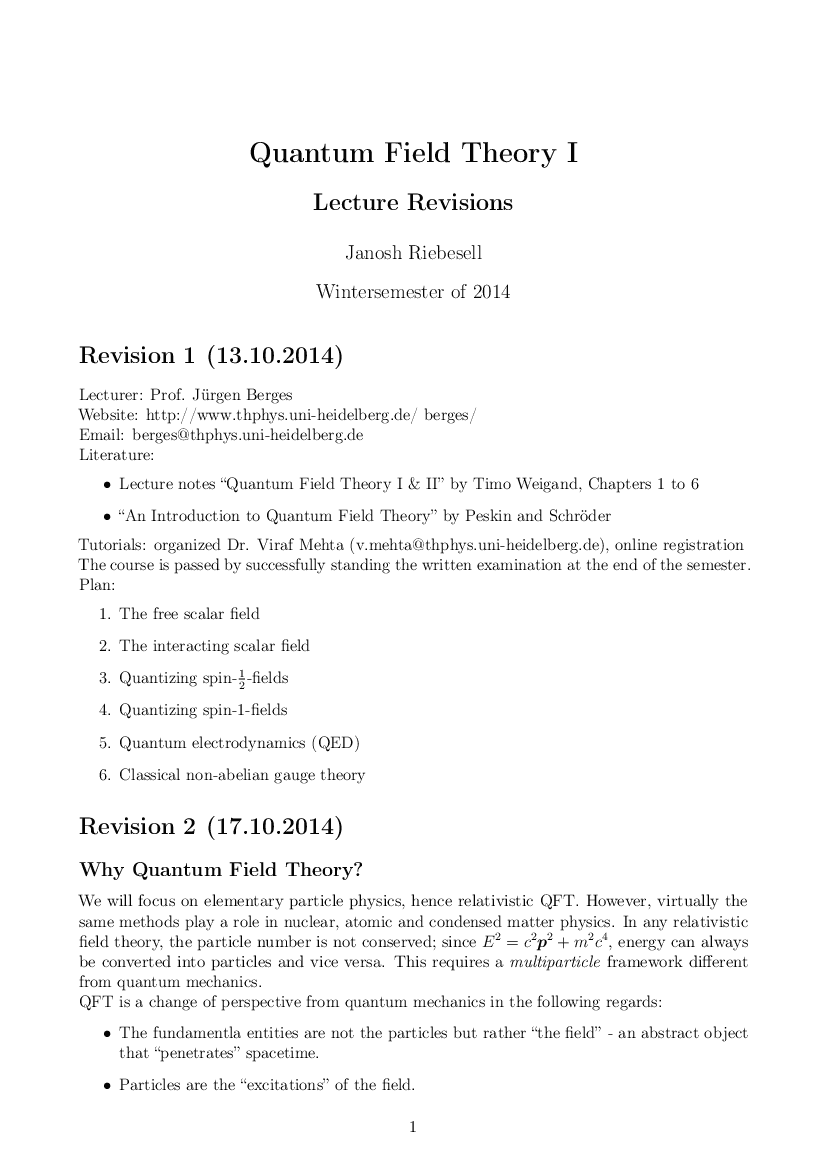 Quantum Field Theory I
Lecture Revisions
Janosh Riebesell
Wintersemester of 2014
Revision 1 (13.10.2014)
Lecturer: Prof. Jürgen Berges
Website: http://www.thphys.uni-heidelberg.de/ berges/
Email: berges@thphys.uni-heidelberg.de
Literature:
• Lecture notes “Quantum Field Theory I & II” by Timo Weigand, Chapters 1 to 6
• “An Introduction to Quantum Field Theory” by Peskin and Schröder
Tutorials: organized Dr. Viraf Mehta (v.mehta@thphys.uni-heidelberg.de), online registration
The course is passed by successfully standing the written examination at the end of the semester.
Plan:
1. The free scalar field
2. The interacting scalar field
3. Quantizing spin-½-fields
4. Quantizing spin-1-fields
5. Quantum electrodynamics (QED)
6. Classical non-abelian gauge theory
Revision 2 (17.10.2014)
Why Quantum Field Theory?
We will focus on elementary particle physics, hence relativistic QFT. However, virtually the
same methods play a role in nuclear, atomic and condensed matter physics. In any relativistic
field theory, the particle number is not conserved; since E² = c²p² + m²c⁴, energy can always
be converted into particles and vice versa. This requires a multiparticle framework different
from quantum mechanics.
QFT is a change of perspective from quantum mechanics in the following regards:
• The fundamentla entities are not the particles but rather “the field” - an abstract object
that “penetrates” spacetime.
• Particles are the “excitations” of the field.
1